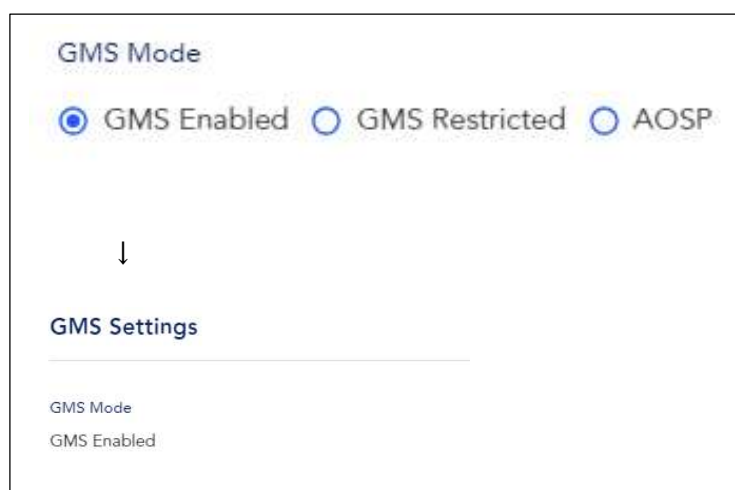 GMS Mode
GMS Enabled GMS Restricted AOSP
↓
GMS Settings
GMS Mode
GMS Enabled